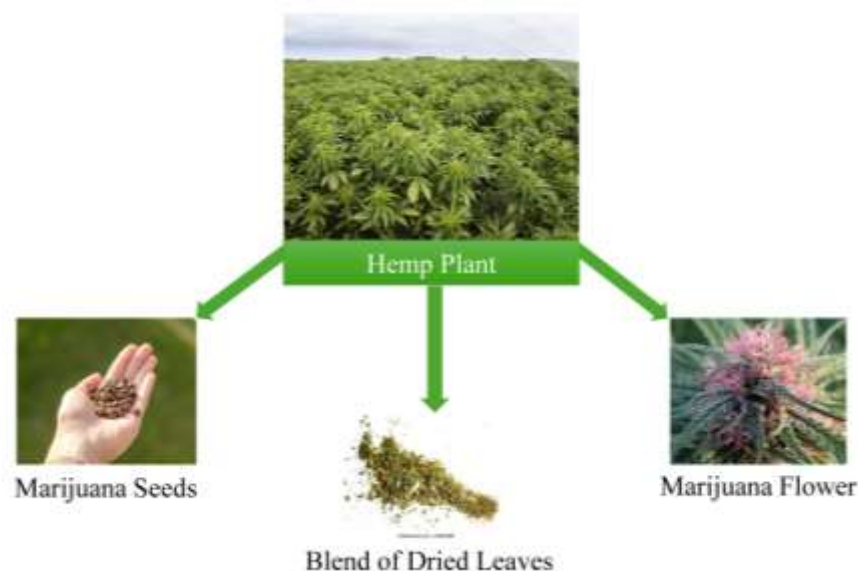 Hemp Plant
Marijuana Seeds
Marijuana Flower
Blend of Dried Leaves